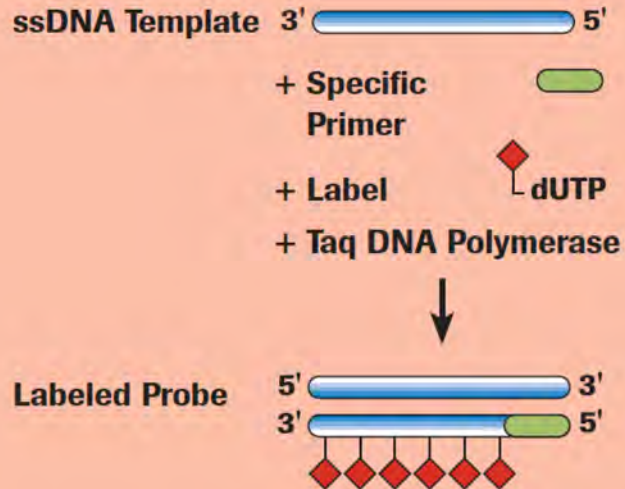 ssDNA Template 3' 5'
+ Specific
Primer
+ Label dUTP
+ Taq DNA Polymerase
5' 3'
Labeled Probe
3' 5'